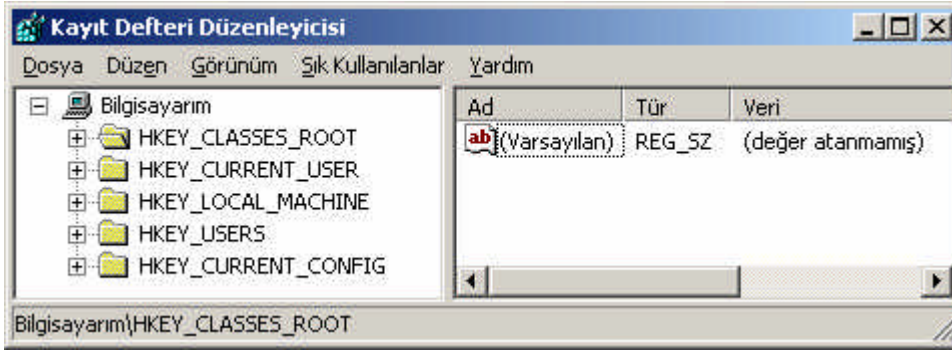 Kayıt Defteri Düzenleyicisi
Dosya Düzen Görünüm Sık Kullanılanlar Yardım
Bilgisayarım
HKEY_CLASSES_ROOT
HKEY_CURRENT_USER
HKEY_LOCAL_MACHINE
HKEY_USERS
HKEY_CURRENT_CONFIG
Ad Tür Veri
ab (Varsayılan) REG_SZ (değer atanmamış)
Bilgisayarım\HKEY_CLASSES_ROOT